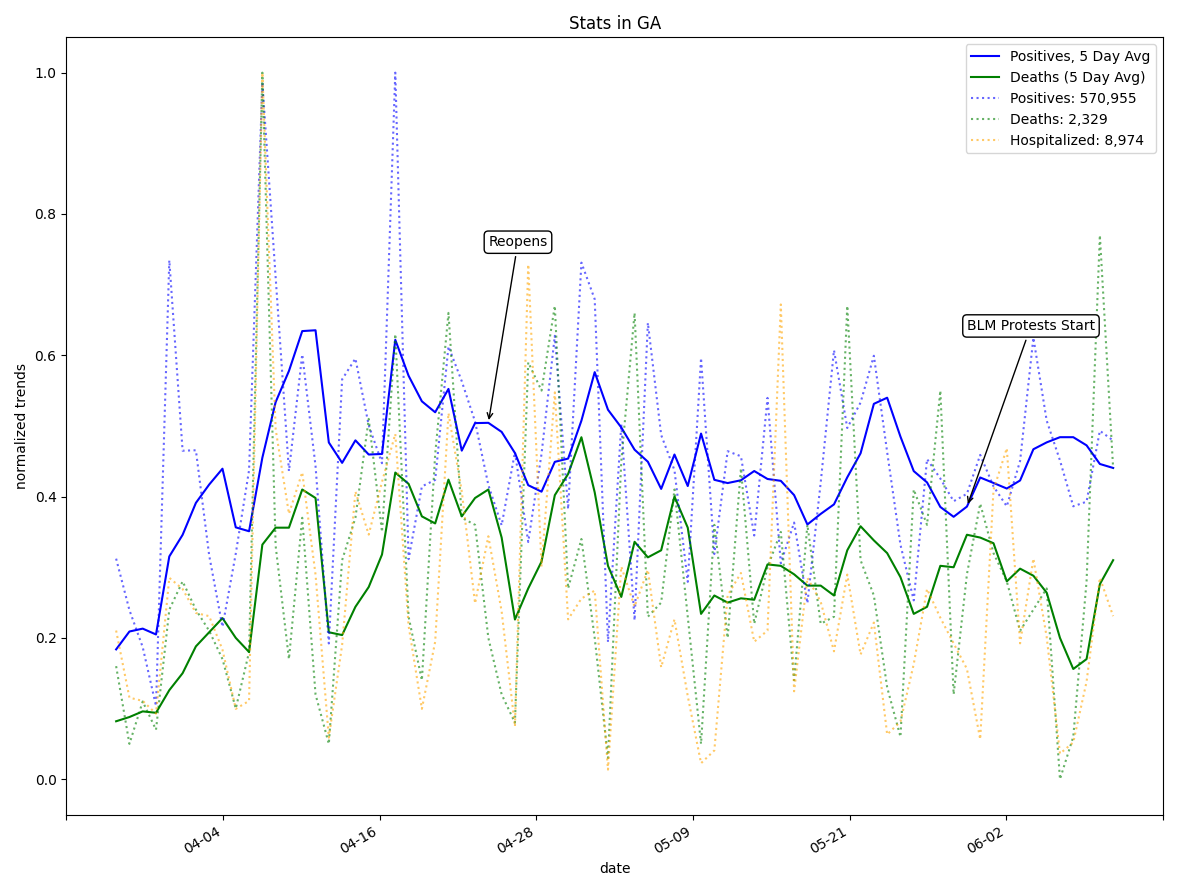 Stats in GA
Positives, 5 Day Avg
Deaths (5 Day Avg)
Positives: 570,955
Deaths: 2,329
Hospitalized: 8,974
1.0
0.8
0.6
0.4
0.2
0.0
normalized trends
Reopens
BLM Protests Start
04-04
04-16
04-28
05-09
05-21
06-02
date